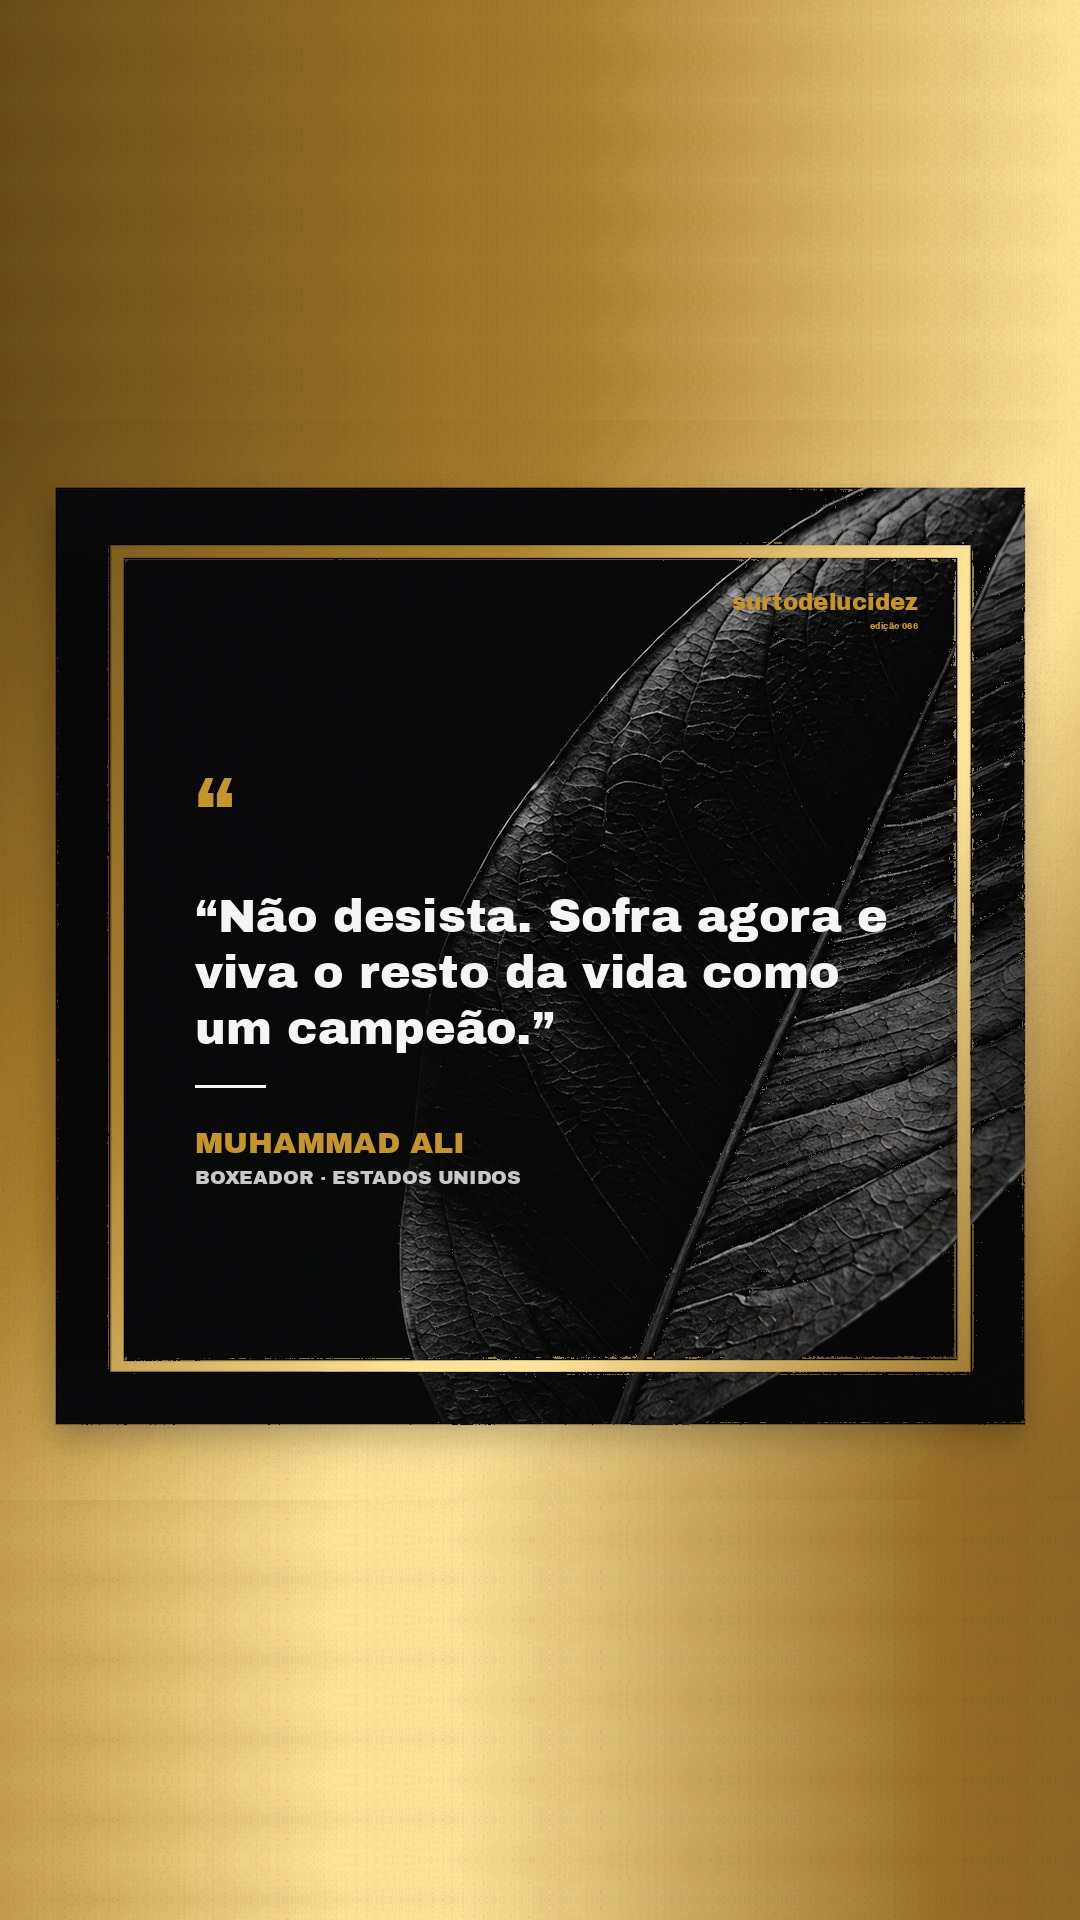 surtodelucidez
edição 066
“
“Não desista. Sofra agora e
viva o resto da vida como
um campeão.”
MUHAMMAD ALI
BOXEADOR · ESTADOS UNIDOS